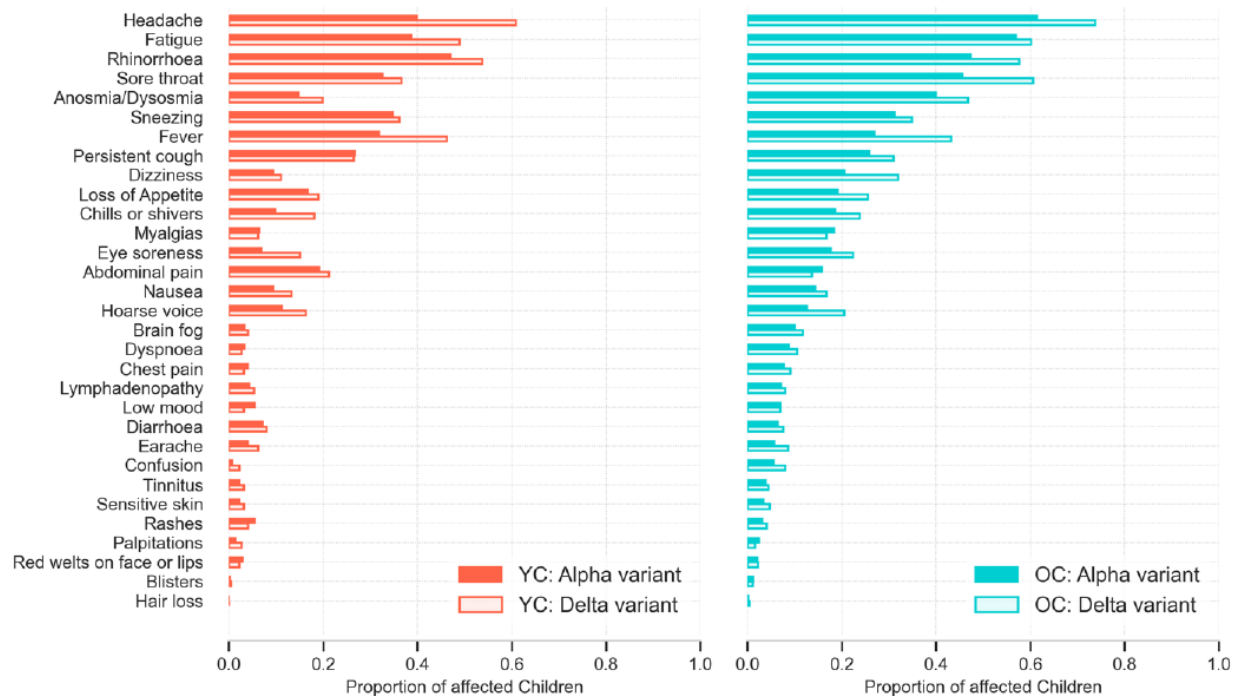 Headache
Fatigue
Rhinorrhoea
Sore throat
Anosmia/Dysosmia
Sneezing
Fever
Persistent cough
Dizziness
Loss of Appetite
Chills or shivers
Myalgias
Eye soreness
Abdominal pain
Nausea
Hoarse voice
Brain fog
Dyspnoea
Chest pain
Lymphadenopathy
Low mood
Diarrhoea
Earache
Confusion
Tinnitus
Sensitive skin
Rashes
Palpitations
Red welts on face or lips
Blisters
Hair loss
YC: Alpha variant
YC: Delta variant
0.0 0.2 0.4 0.6 0.8 1.0
Proportion of affected Children
OC: Alpha variant
OC: Delta variant
0.0 0.2 0.4 0.6 0.8 1.0
Proportion of affected Children